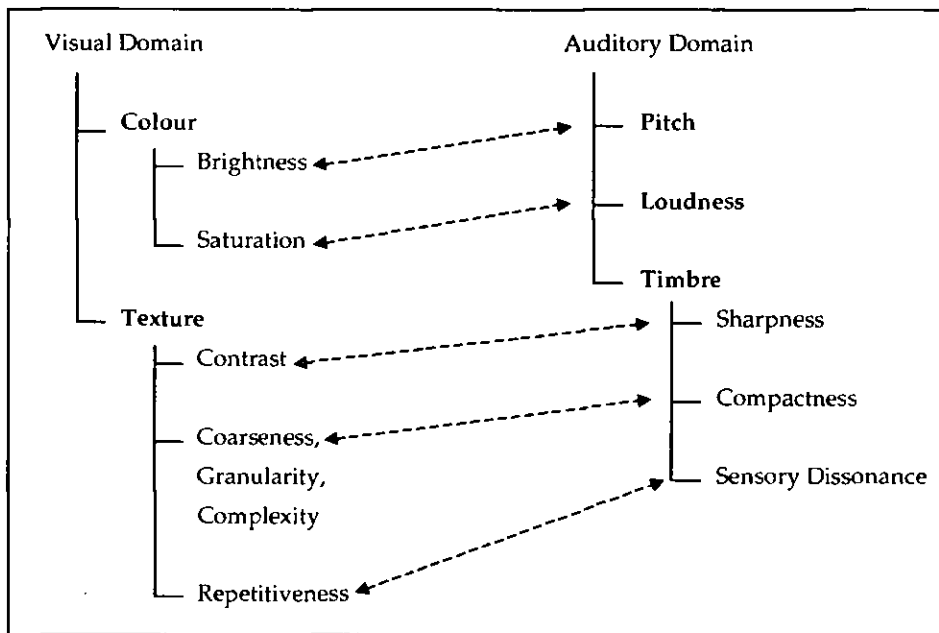 Visual Domain
Colour
Brightness
Saturation
Texture
Contrast
Coarseness,
Granularity,
Complexity
Repetitiveness
Auditory Domain
Pitch
Loudness
Timbre
Sharpness
Compactness
Sensory Dissonance